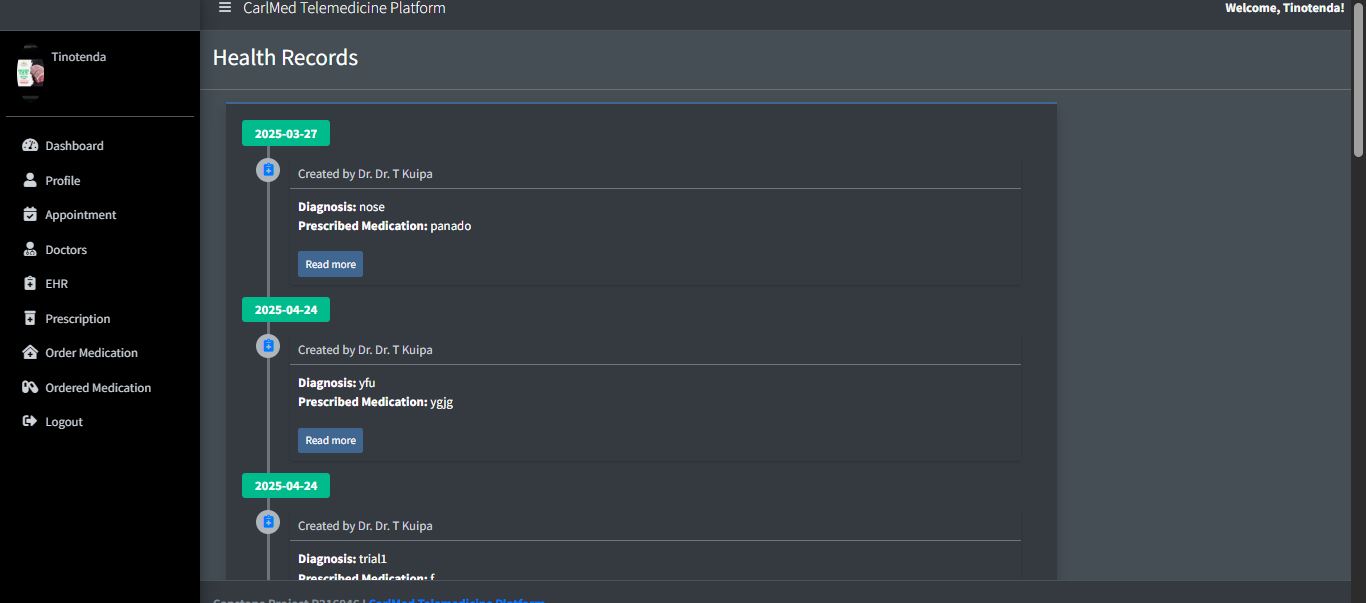 CarlMed Telemedicine Platform
Welcome, Tinotenda!
Tinotenda
Dashboard
Profile
Appointment
Doctors
EHR
Prescription
Order Medication
Ordered Medication
Logout
Health Records
2025-03-27
Created by Dr. Dr. T Kuipa
Diagnosis: nose
Prescribed Medication: panado
Read more
2025-04-24
Created by Dr. Dr. T Kuipa
Diagnosis: yfu
Prescribed Medication: ygjg
Read more
2025-04-24
Created by Dr. Dr. T Kuipa
Diagnosis: trial1
Prescribed Medication: f
Capstone Project | CarlMed Telemedicine Platform